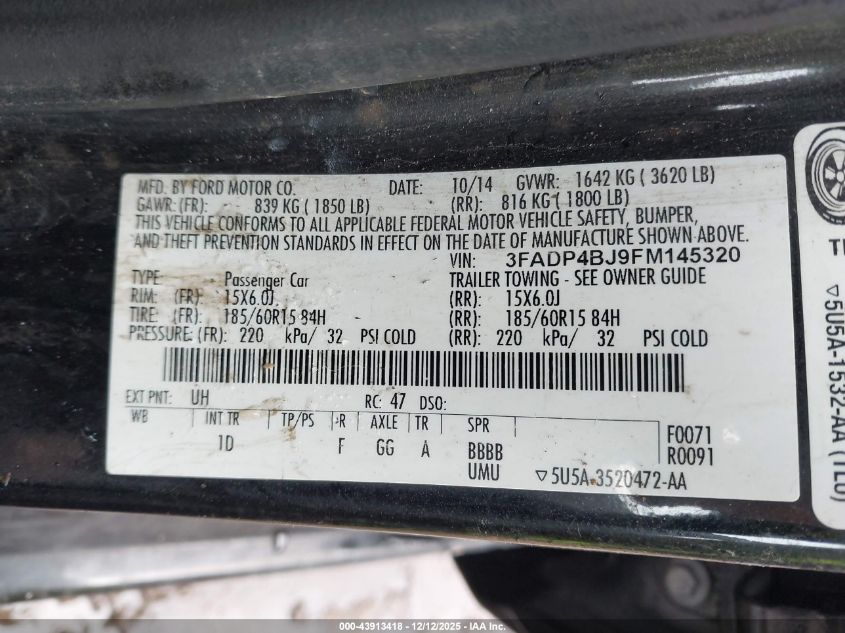 MFD. BY FORD MOTOR CO. DATE: 10/14 GVWR: 1642 KG ( 3620 LB)
GAWR: (FR): 839 KG ( 1850 LB) (RR): 816 KG ( 1800 LB)
THIS VEHICLE CONFORMS TO ALL APPLICABLE FEDERAL MOTOR VEHICLE SAFETY, BUMPER,
AND THEFT PREVENTION STANDARDS IN EFFECT ON THE DATE OF MANUFACTURE SHOWN ABOVE.
VIN: 3FADP4BJ9FM145320
TYPE: Passenger Car TRAILER TOWING - SEE OWNER GUIDE
RIM: (FR): 15X6.0J (RR): 15X6.0J
TIRE: (FR): 185/60R15 84H (RR): 185/60R15 84H
PRESSURE: (FR): 220 kPa/ 32 PSI COLD (RR): 220 kPa/ 32 PSI COLD
EXT PNT: UH RC: 47 DSO:
WB INT TR TP/PS R AXLE TR SPR
1D F GG A BBBB
UMU
F0071
R0091
▽5U5A-3520472-AA
▽5U5A-1532-AA (TEU)
000-43913418 - 12/12/2025 - IAA Inc.